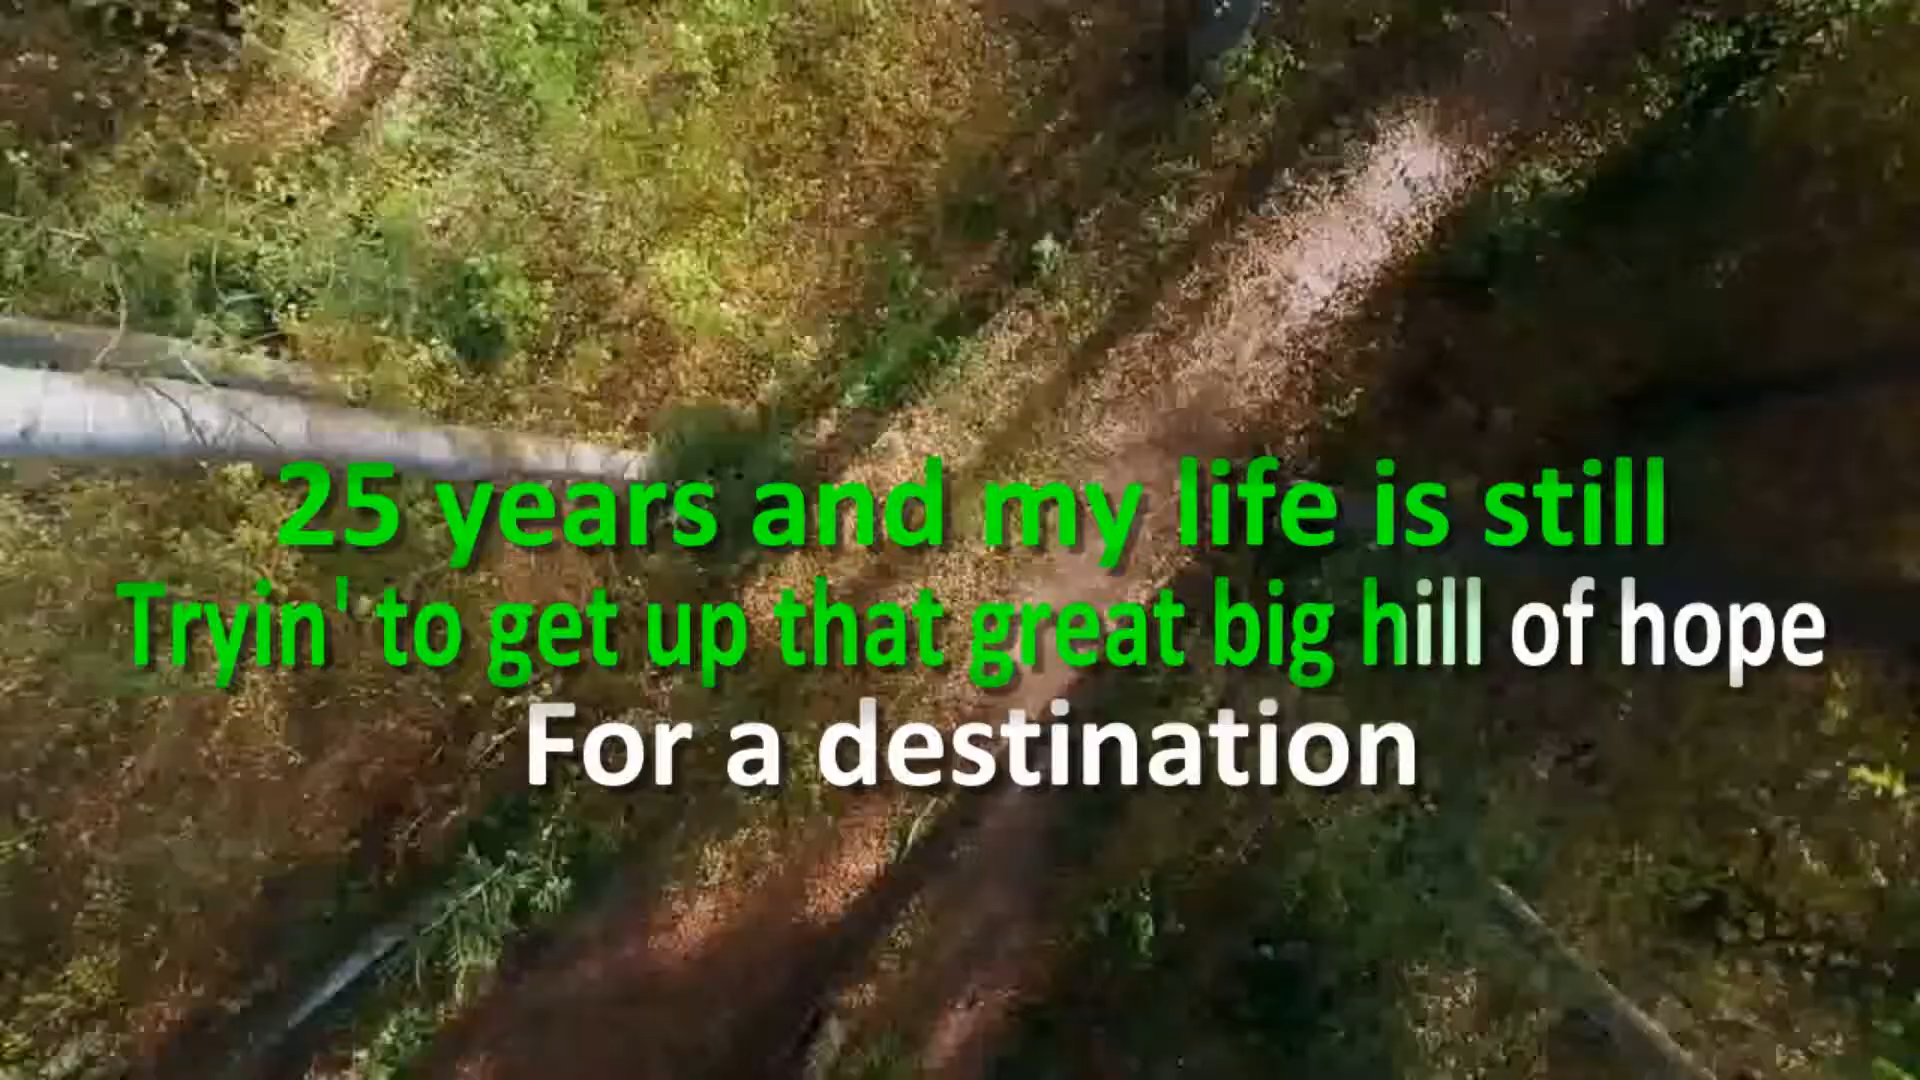 25 years and my life is still
Tryin' to get up that great big hill of hope
For a destination